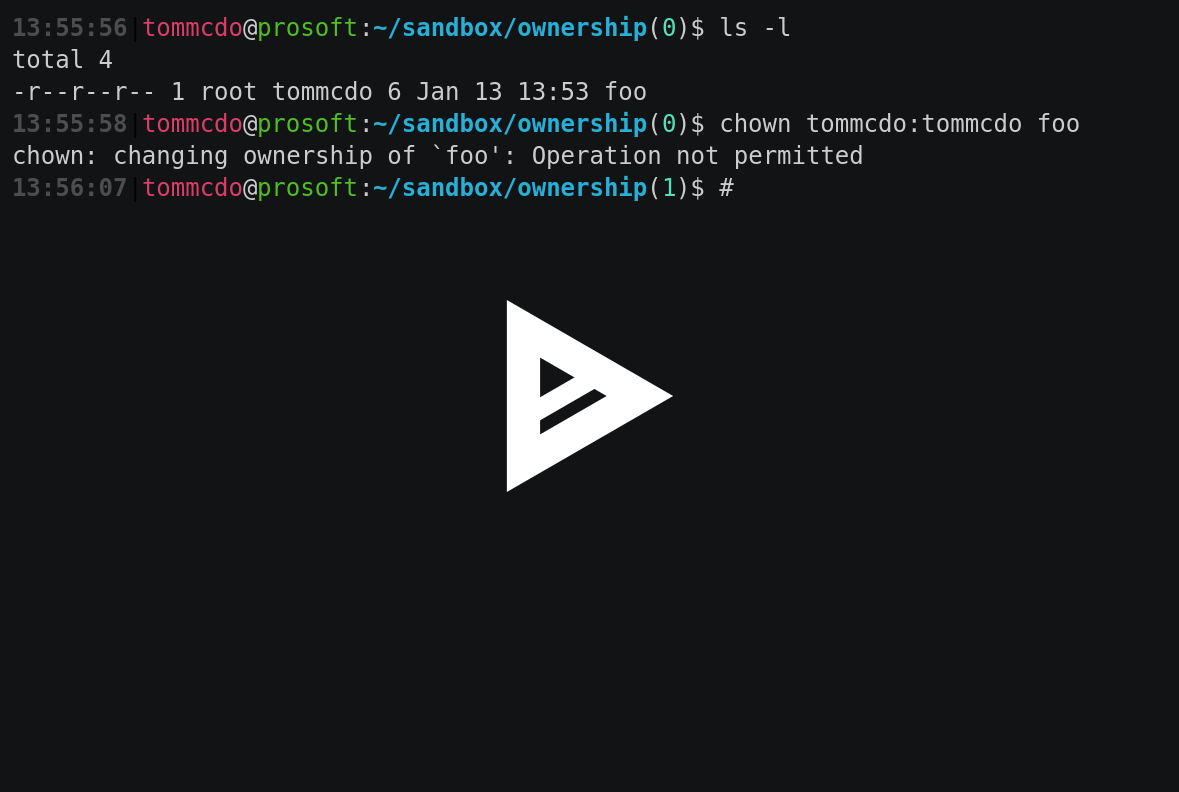 13:55:56|tommcdo@prosoft:~/sandbox/ownership(0)$ ls -l
total 4
-r--r--r-- 1 root tommcdo 6 Jan 13 13:53 foo
13:55:58|tommcdo@prosoft:~/sandbox/ownership(0)$ chown tommcdo:tommcdo foo
chown: changing ownership of `foo': Operation not permitted
13:56:07|tommcdo@prosoft:~/sandbox/ownership(1)$ #